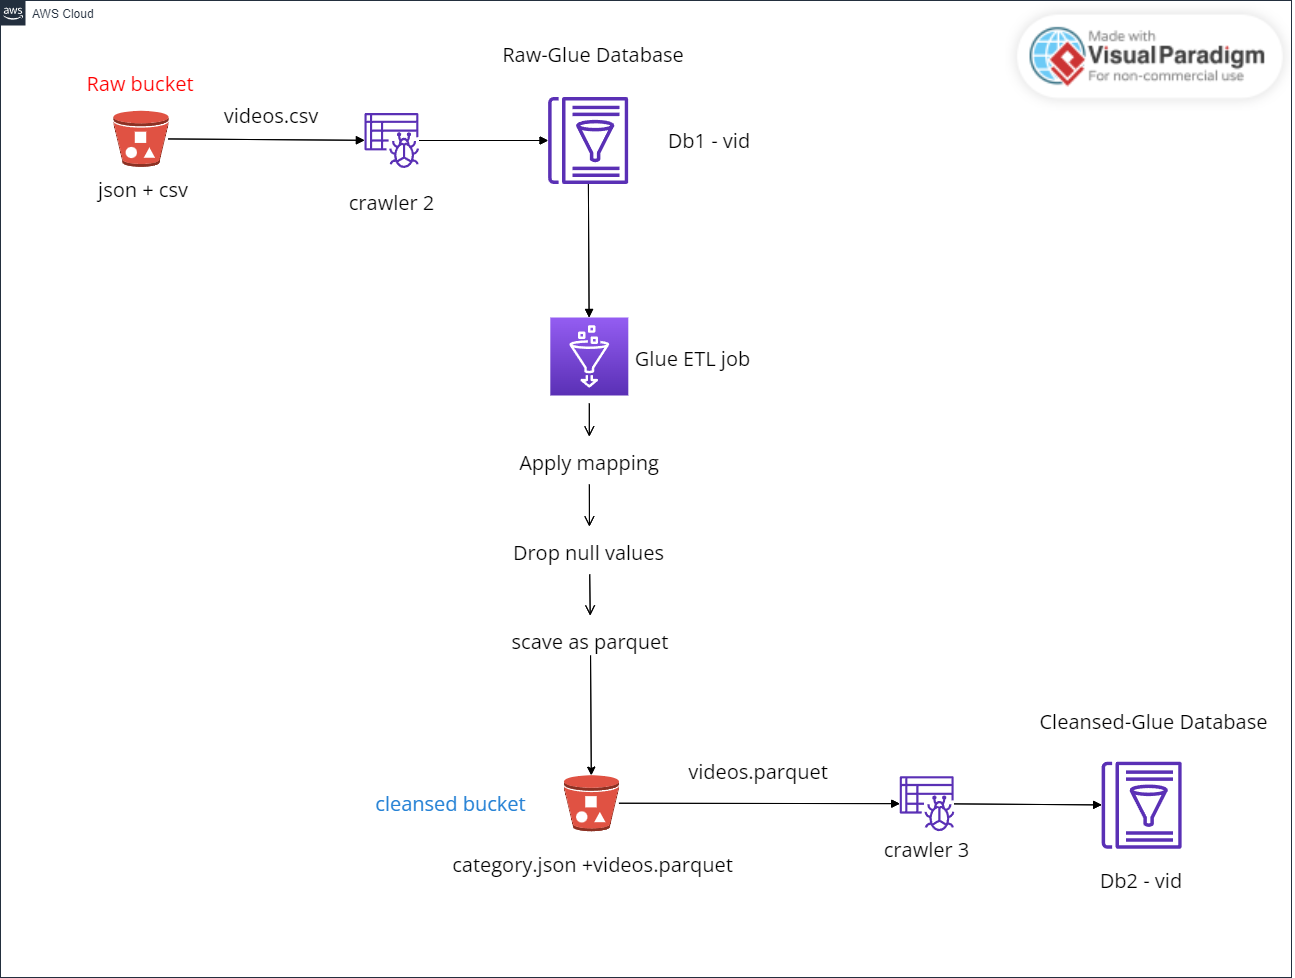 aws
AWS Cloud
Made with
Visual Paradigm
For non-commercial use
Raw-Glue Database
Raw bucket
videos.csv
Db1 - vid
json + csv
crawler 2
Glue ETL job
Apply mapping
Drop null values
scave as parquet
Cleansed-Glue Database
videos.parquet
cleansed bucket
crawler 3
category.json +videos.parquet
Db2 - vid